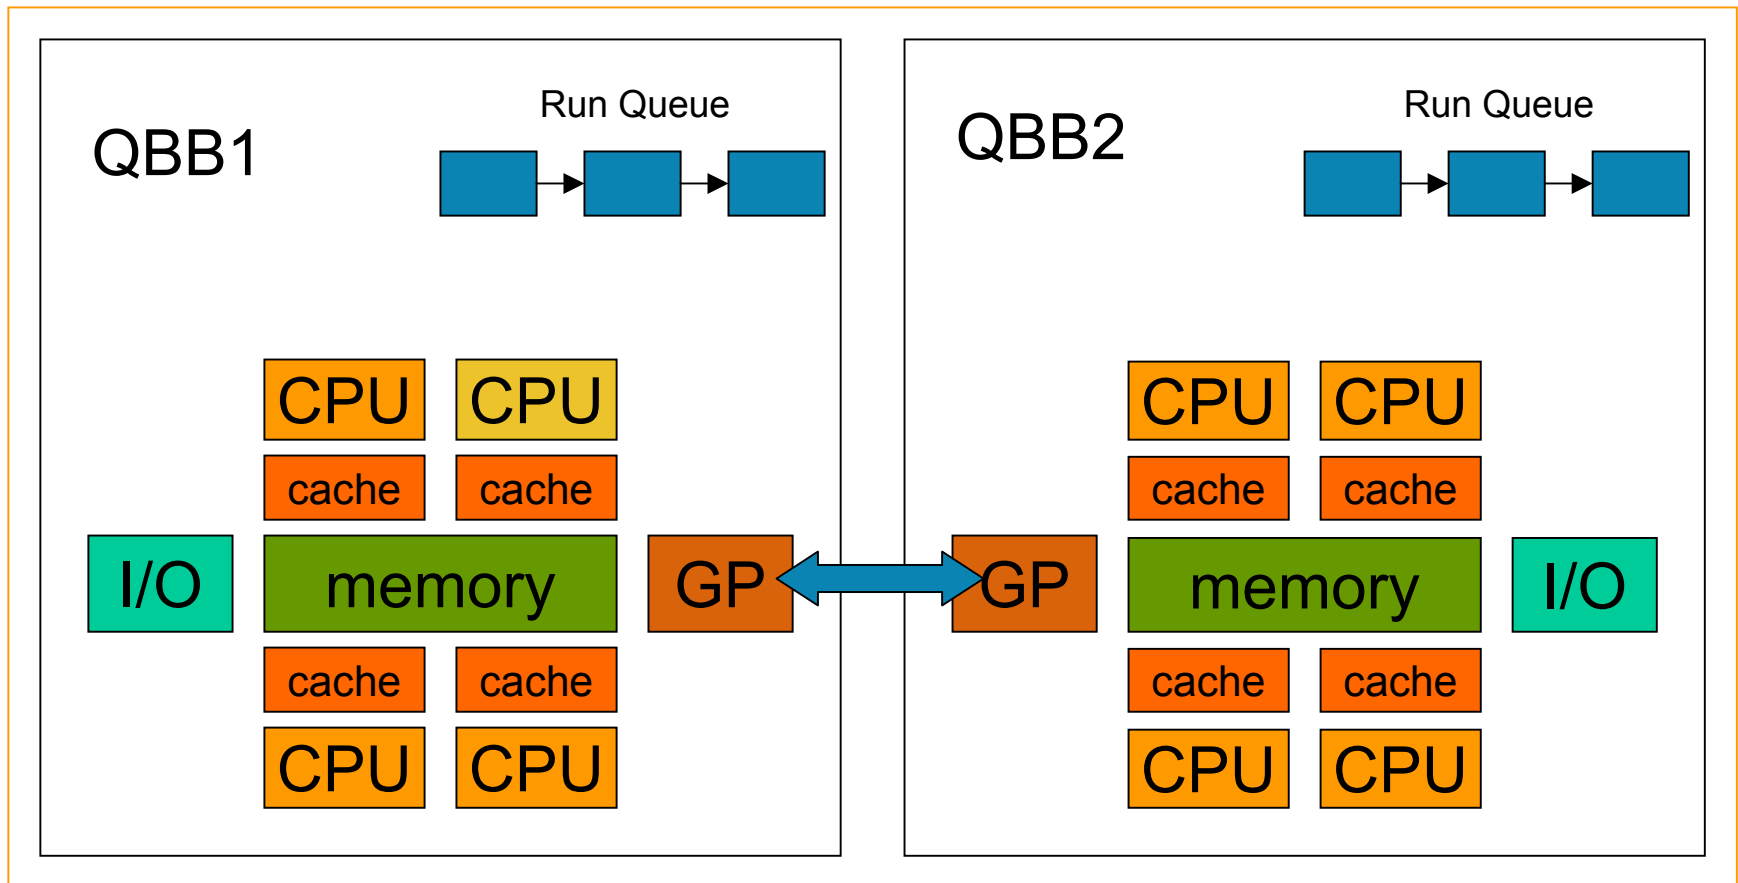 QBB1
Run Queue
CPU CPU
cache cache
I/O memory GP
cache cache
CPU CPU
QBB2
Run Queue
CPU CPU
cache cache
GP memory I/O
cache cache
CPU CPU